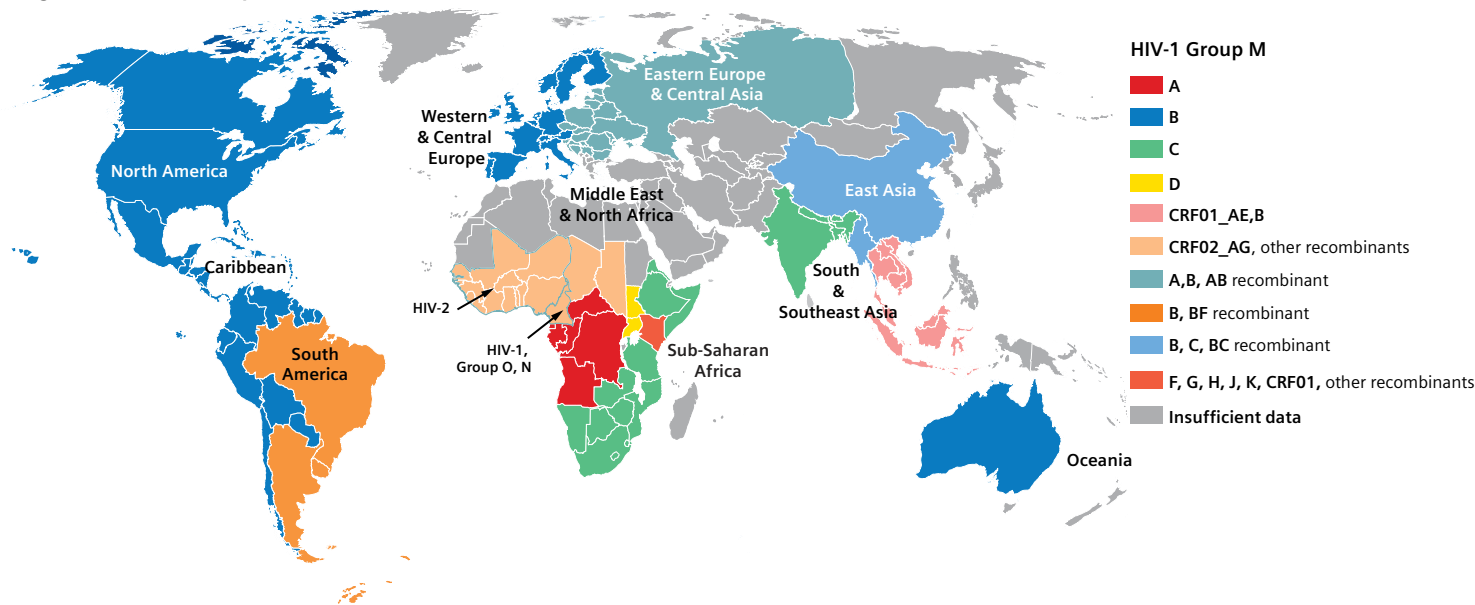 North America
Caribbean
South
America
Western
& Central
Europe
Eastern Europe
& Central Asia
Middle East
& North Africa
HIV-2
HIV-1,
Group O, N
Sub-Saharan
Africa
East Asia
South
&
Southeast Asia
Oceania
HIV-1 Group M
A
B
C
D
CRF01_AE,B
CRF02_AG, other recombinants
A,B, AB recombinant
B, BF recombinant
B, C, BC recombinant
F, G, H, J, K, CRF01, other recombinants
Insufficient data